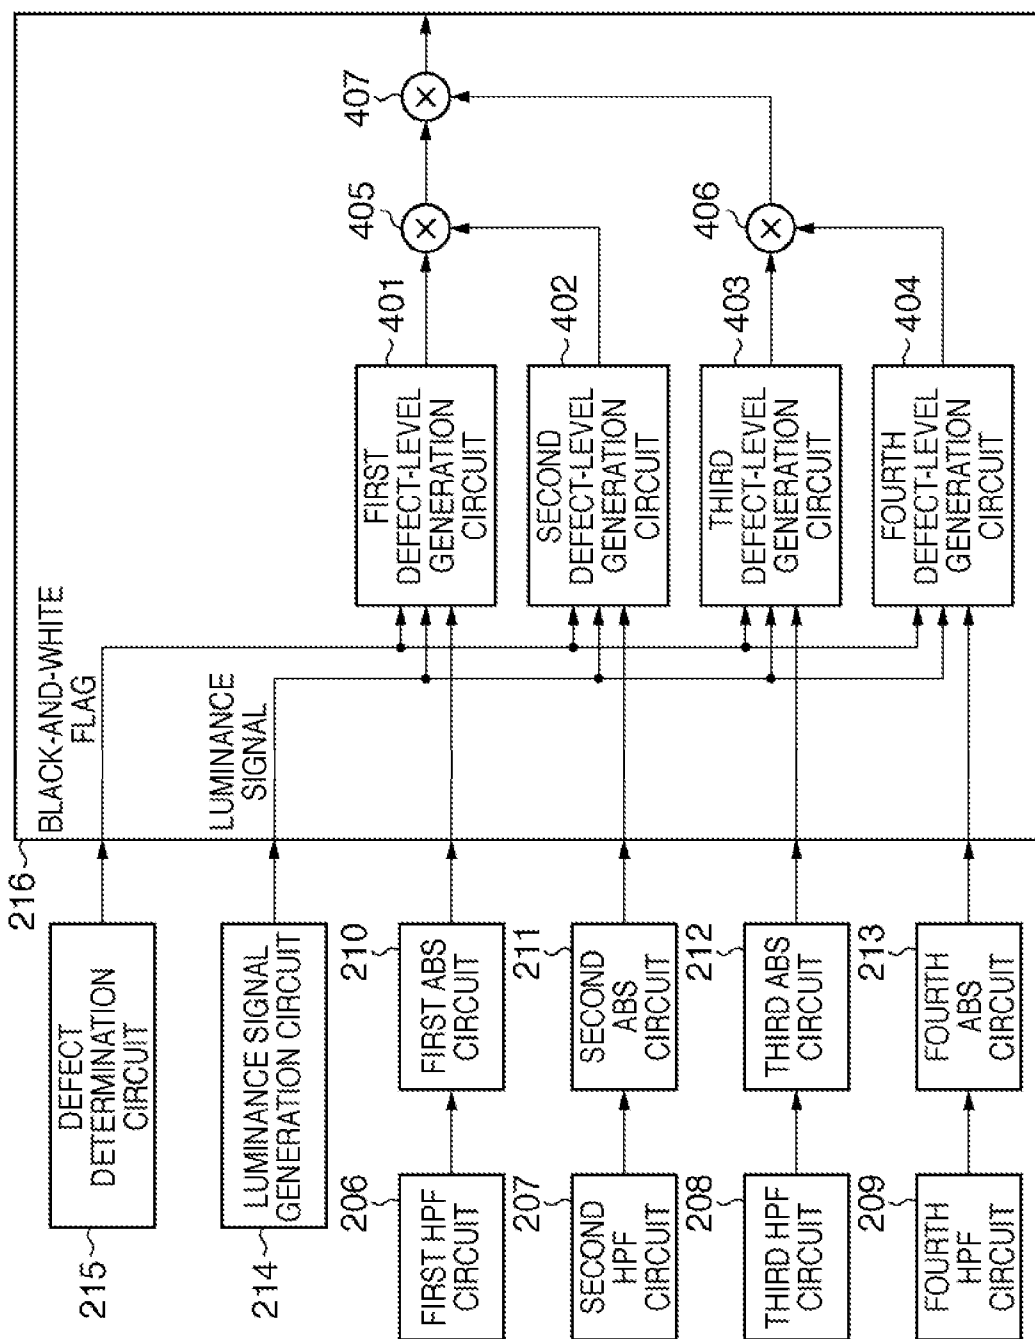 216
BLACK-AND-WHITE
FLAG
LUMINANCE
SIGNAL
215
DEFECT
DETERMINATION
CIRCUIT
214
LUMINANCE SIGNAL
GENERATION CIRCUIT
206
FIRST HPF
CIRCUIT
210
FIRST ABS
CIRCUIT
401
FIRST
DEFECT-LEVEL
GENERATION
CIRCUIT
405
×
407
×
207
SECOND
HPF
CIRCUIT
211
SECOND
ABS
CIRCUIT
402
SECOND
DEFECT-LEVEL
GENERATION
CIRCUIT
208
THIRD HPF
CIRCUIT
212
THIRD ABS
CIRCUIT
403
THIRD
DEFECT-LEVEL
GENERATION
CIRCUIT
406
×
209
FOURTH
HPF
CIRCUIT
213
FOURTH
ABS
CIRCUIT
404
FOURTH
DEFECT-LEVEL
GENERATION
CIRCUIT